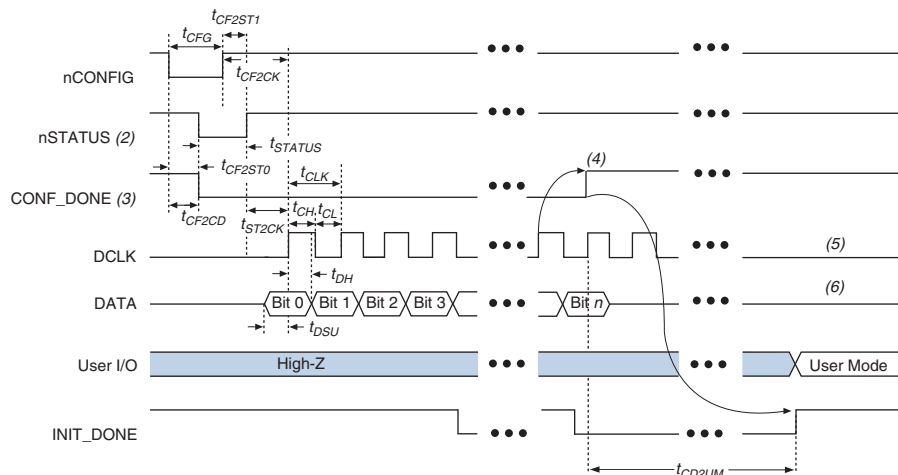 tCF2ST1
tCFG
nCONFIG
tCF2CK
nSTATUS (2)
tSTATUS
tCF2ST0
CONF_DONE (3)
tCLK
(4)
tCF2CD
tST2CK
tCH
tCL
DCLK
(5)
tDH
DATA
Bit 0
Bit 1
Bit 2
Bit 3
Bit n
(6)
tDSU
User I/O
High-Z
User Mode
INIT_DONE
tCD2UM